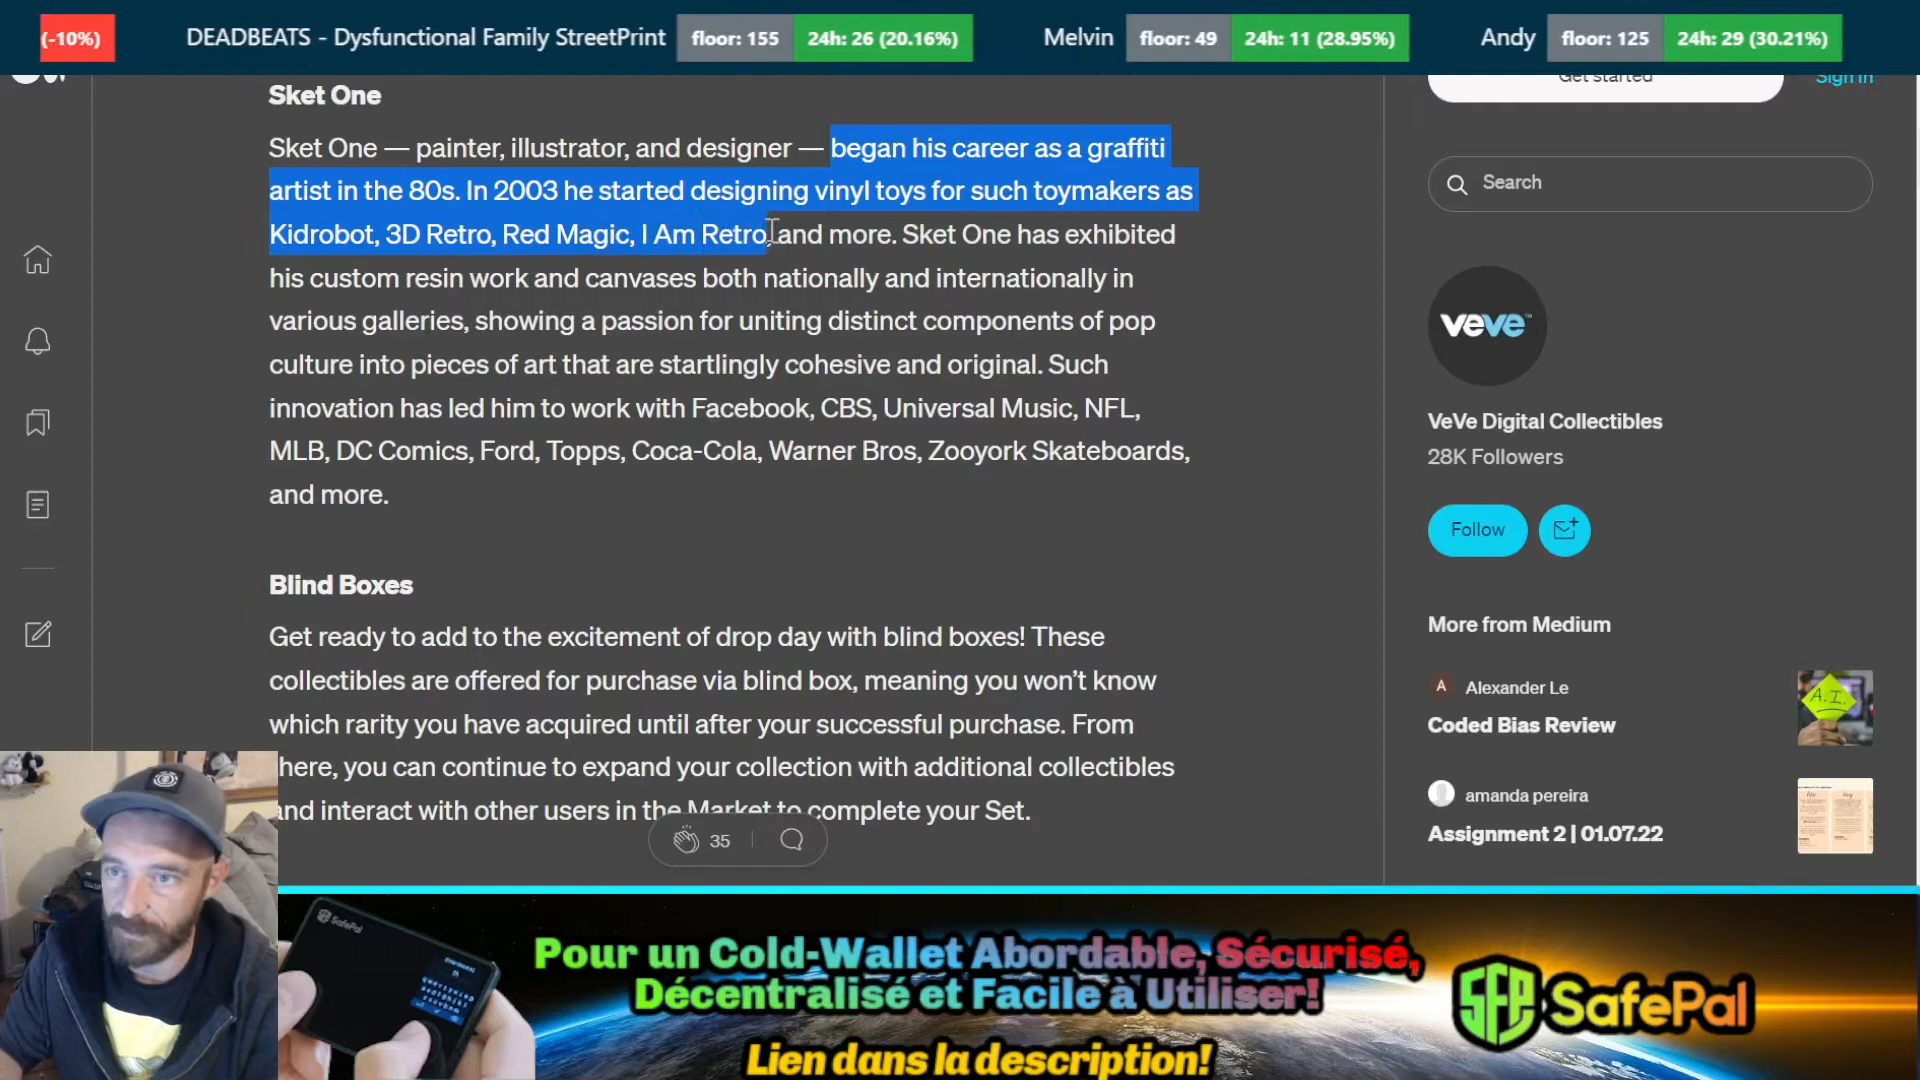 (-10%) DEADBEATS - Dysfunctional Family StreetPrint floor: 155 24h: 26 (20.16%) Melvin floor: 49 24h: 11 (28.95%) Andy floor: 125 24h: 29 (30.21%)
Sket One
Sket One — painter, illustrator, and designer — began his career as a graffiti
artist in the 80s. In 2003 he started designing vinyl toys for such toymakers as
Kidrobot, 3D Retro, Red Magic, I Am Retro, and more. Sket One has exhibited
his custom resin work and canvases both nationally and internationally in
various galleries, showing a passion for uniting distinct components of pop
culture into pieces of art that are startlingly cohesive and original. Such
innovation has led him to work with Facebook, CBS, Universal Music, NFL,
MLB, DC Comics, Ford, Topps, Coca-Cola, Warner Bros, Zooyork Skateboards,
and more.
Blind Boxes
Get ready to add to the excitement of drop day with blind boxes! These
collectibles are offered for purchase via blind box, meaning you won’t know
which rarity you have acquired until after your successful purchase. From
here, you can continue to expand your collection with additional collectibles
and interact with other users in the Market to complete your Set.
35
Get started
Sign In
Search
veve
VeVe Digital Collectibles
28K Followers
Follow
More from Medium
A Alexander Le
Coded Bias Review
A.I.
amanda pereira
Assignment 2 | 01.07.22
SafePal
Pour un Cold-Wallet Abordable, Sécurisé,
Décentralisé et Facile à Utiliser!
Lien dans la description!
SFP SafePal